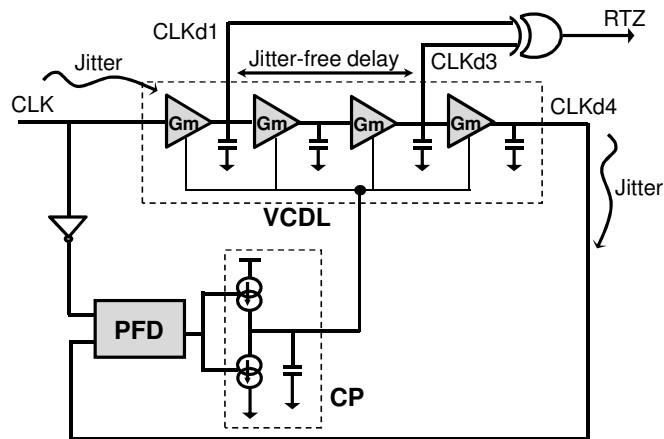 CLKd1
RTZ
Jitter
Jitter-free delay
CLKd3
CLK
Gm
Gm
Gm
Gm
CLKd4
Jitter
VCDL
PFD
CP